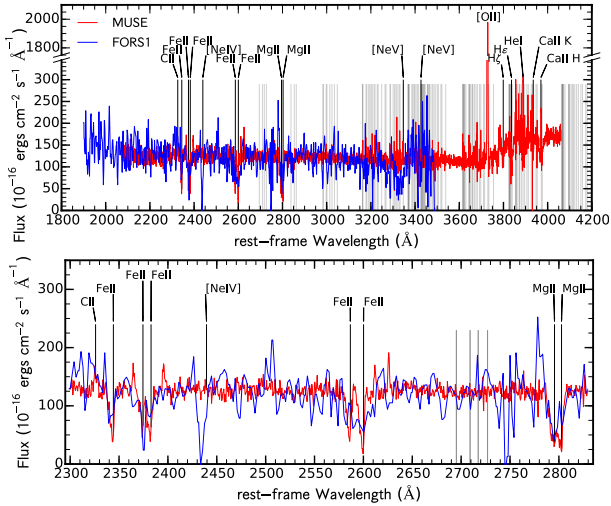 MUSE
FORS1
[OII]
FeII
FeII
FeII
CII
[NeIV]
FeII
FeII
MgII
MgII
[NeV]
[NeV]
HeI
Hε
Hζ
CaII K
CaII H
2000
1800
300
250
200
150
100
50
0
1800 2000 2200 2400 2600 2800 3000 3200 3400 3600 3800 4000 4200
rest−frame Wavelength (Å)
Flux (10⁻¹⁶ ergs cm⁻² s⁻¹ Å⁻¹)
CII
FeII
FeII
FeII
[NeIV]
FeII
FeII
MgII
MgII
300
200
100
0
2300 2350 2400 2450 2500 2550 2600 2650 2700 2750 2800
rest−frame Wavelength (Å)
Flux (10⁻¹⁶ ergs cm⁻² s⁻¹ Å⁻¹)